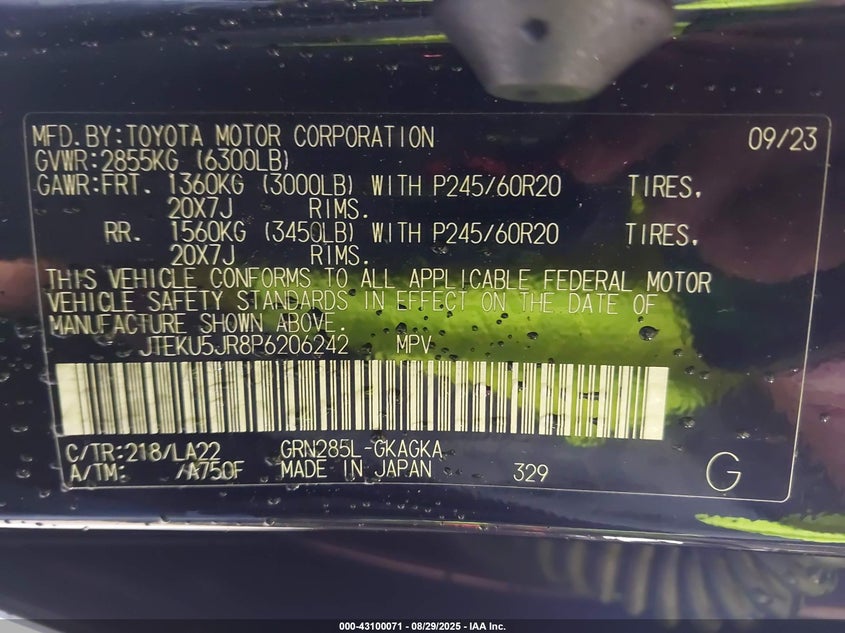 MFD.BY:TOYOTA MOTOR CORPORATION 09/23
GVWR:2855KG (6300LB)
GAWR:FRT. 1360KG (3000LB) WITH P245/60R20 TIRES,
20X7J RIMS.
RR. 1560KG (3450LB) WITH P245/60R20 TIRES,
20X7J RIMS.
THIS VEHICLE CONFORMS TO ALL APPLICABLE FEDERAL MOTOR
VEHICLE SAFETY STANDARDS IN EFFECT ON THE DATE OF
MANUFACTURE SHOWN ABOVE.
JTEKU5JR8P6206242 MPV
C/TR:218/LA22 GRN285L-GKAGKA
A/TM: /A750F MADE IN JAPAN 329 G
000-43100071 - 08/29/2025 - IAA Inc.